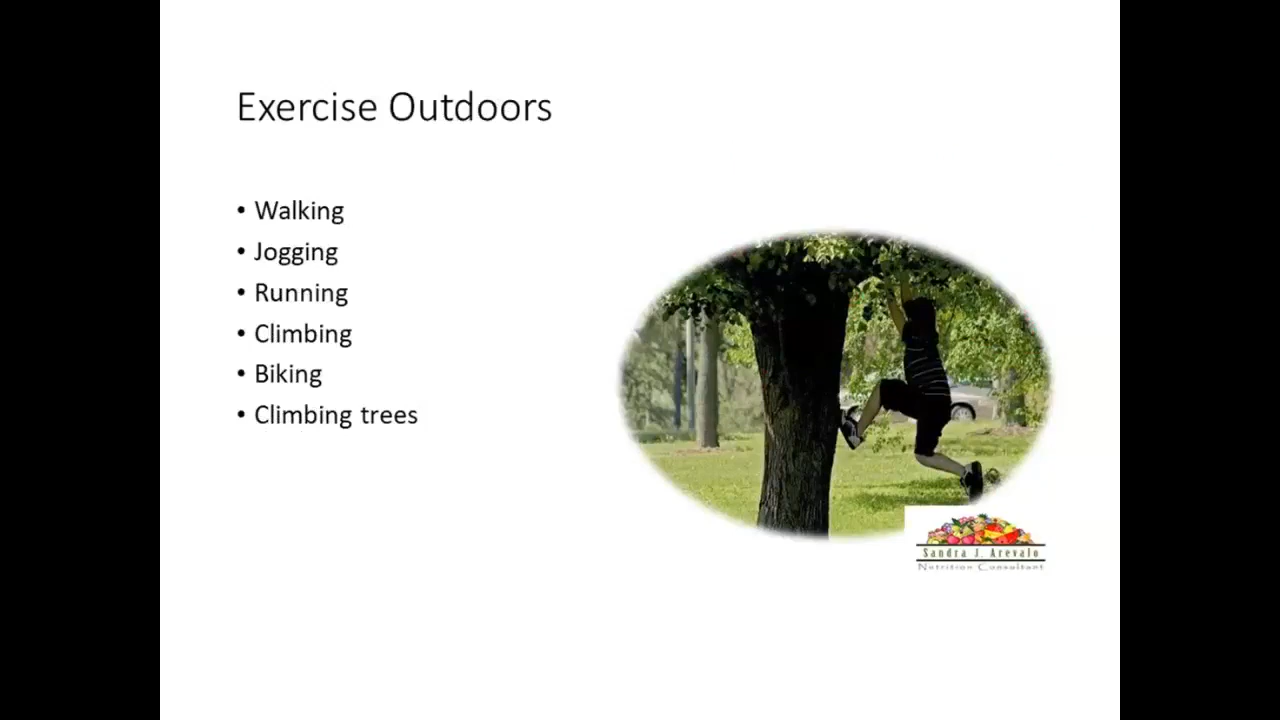 Exercise Outdoors
• Walking
• Jogging
• Running
• Climbing
• Biking
• Climbing trees
Sandra J. Arevalo
Nutrition Consultant